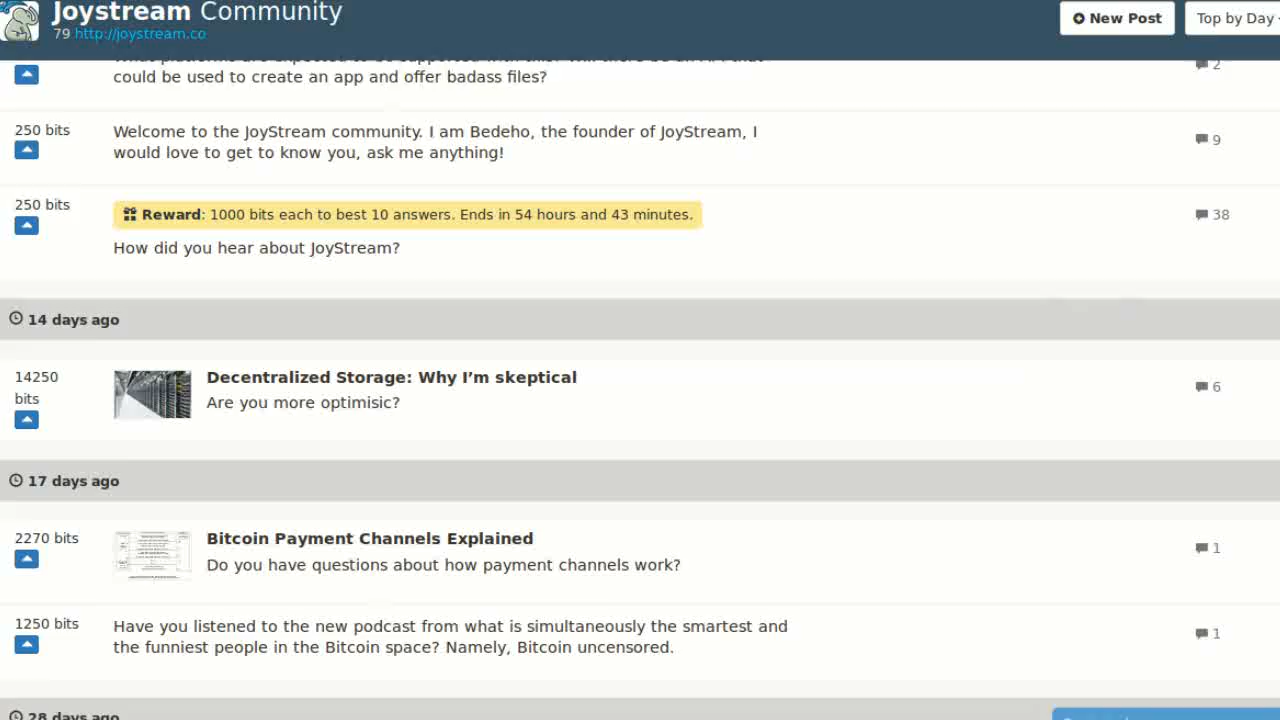 Joystream Community
79 http://joystream.co
New Post
Top by Day
could be used to create an app and offer badass files?
2
250 bits
Welcome to the JoyStream community. I am Bedeho, the founder of JoyStream, I
would love to get to know you, ask me anything!
9
250 bits
Reward: 1000 bits each to best 10 answers. Ends in 54 hours and 43 minutes.
38
How did you hear about JoyStream?
14 days ago
14250
bits
Decentralized Storage: Why I’m skeptical
Are you more optimisic?
6
17 days ago
2270 bits
Bitcoin Payment Channels Explained
Do you have questions about how payment channels work?
1
1250 bits
Have you listened to the new podcast from what is simultaneously the smartest and
the funniest people in the Bitcoin space? Namely, Bitcoin uncensored.
1
28 days ago